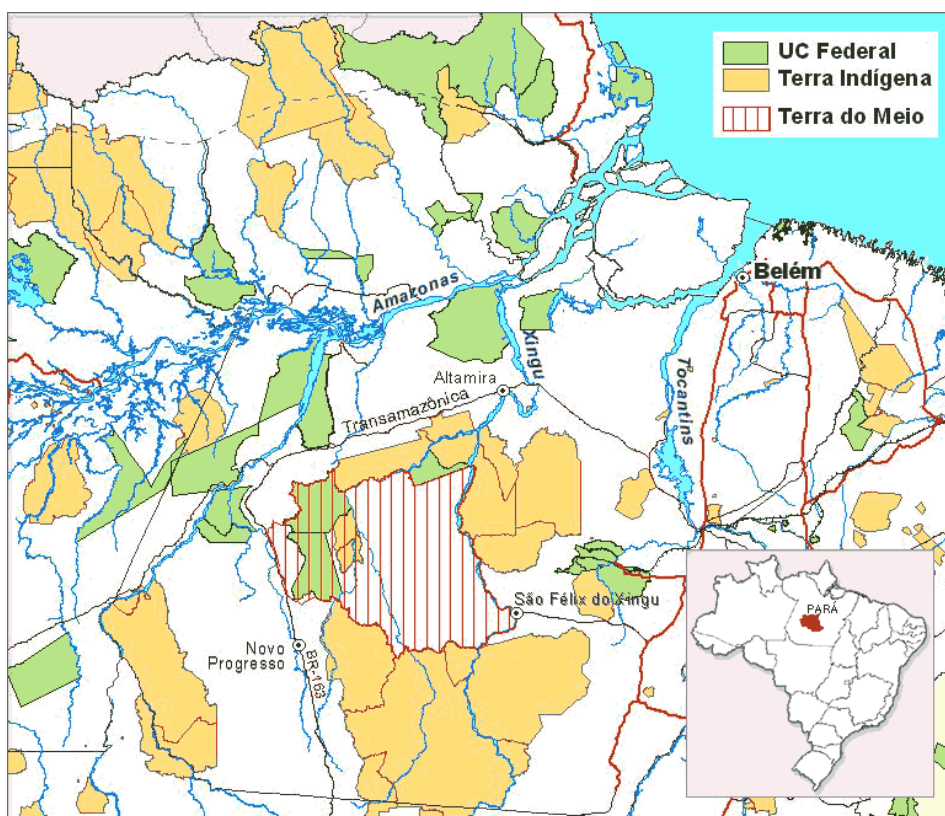 UC Federal
Terra Indígena
Terra do Meio
Belém
Amazonas
Xingu
Tocantins
Altamira
Transamazônica
São Félix do Xingu
Novo
Progresso
BR-163
PARÁ